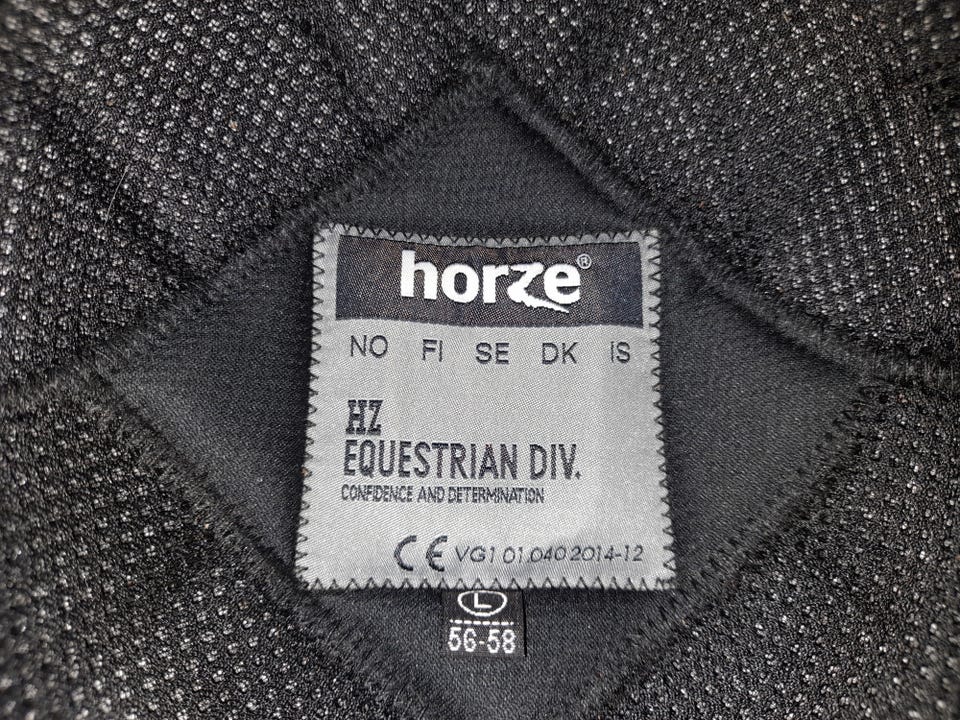 horze®
NO FI SE DK IS
HZ
EQUESTRIAN DIV.
CONFIDENCE AND DETERMINATION
CE VG1 01.040 2014-12
L
56-58